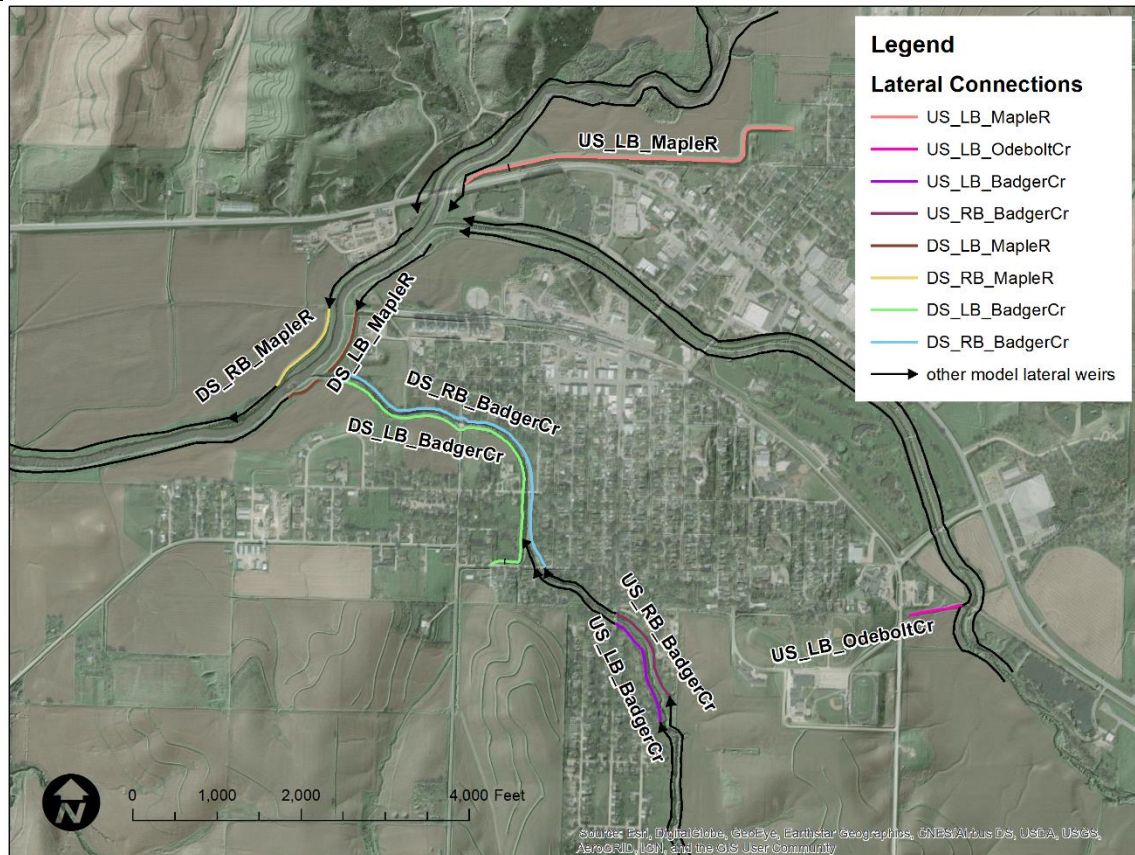 Legend
Lateral Connections
US_LB_MapleR
US_LB_OdeboltCr
US_LB_BadgerCr
US_RB_BadgerCr
DS_LB_MapleR
DS_RB_MapleR
DS_LB_BadgerCr
DS_RB_BadgerCr
other model lateral weirs
US_LB_MapleR
DS_RB_MapleR
DS_LB_MapleR
DS_RB_BadgerCr
DS_LB_BadgerCr
US_RB_BadgerCr
US_LB_BadgerCr
US_LB_OdeboltCr
N
0 1,000 2,000 4,000 Feet
Source: Esri, DigitalGlobe, GeoEye, Earthstar Geographics, CNES/Airbus DS, USDA, USGS,
AeroGRID, IGN, and the GIS User Community